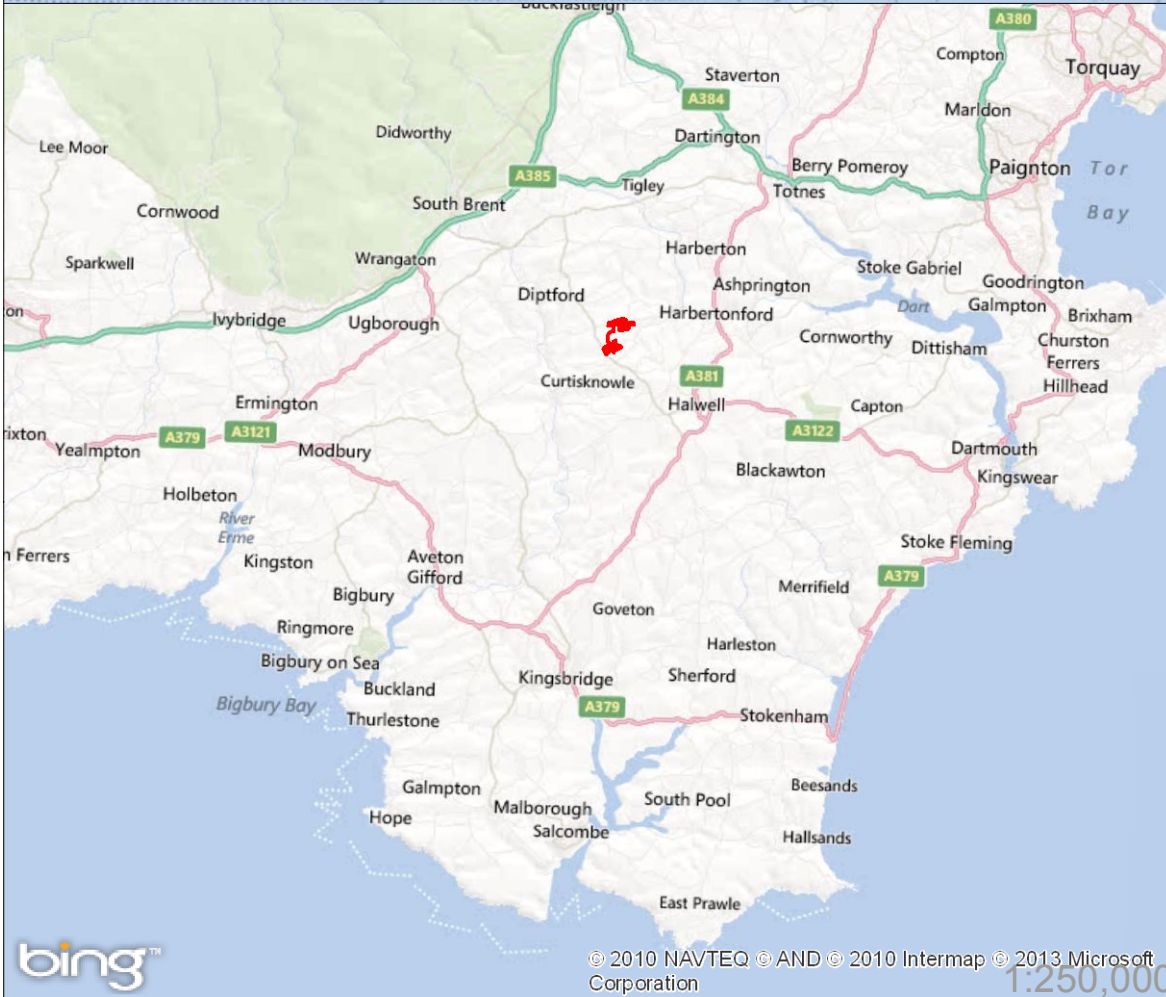 Buckfastleigh
A380
Compton
Torquay
Staverton
A384
Marldon
Didworthy
Dartington
Lee Moor
Berry Pomeroy
Paignton
Tor
Bay
A385
Tigley
Totnes
South Brent
Cornwood
Harberton
Wrangaton
Sparkwell
Stoke Gabriel
Ashprington
Goodrington
Diptford
Dart
Galmpton
on
Harbertonford
Brixham
Ivybridge
Ugborough
Cornworthy
Dittisham
Churston
Ferrers
A381
Curtisknowle
Hillhead
Ermington
Halwell
Capton
A3122
A3121
A379
rixton
Yealmpton
Modbury
Dartmouth
Blackawton
Kingswear
Holbeton
River
Erme
Stoke Fleming
n Ferrers
Kingston
Aveton
Gifford
A379
Merrifield
Bigbury
Goveton
Ringmore
Harleston
Bigbury on Sea
Kingsbridge
Sherford
Buckland
Bigbury Bay
A379
Thurlestone
Stokenham
Galmpton
Beesands
Malborough
South Pool
Hope
Salcombe
Hallsands
East Prawle
bing™
© 2010 NAVTEQ © AND © 2010 Intermap © 2013 Microsoft
Corporation
1:250,000